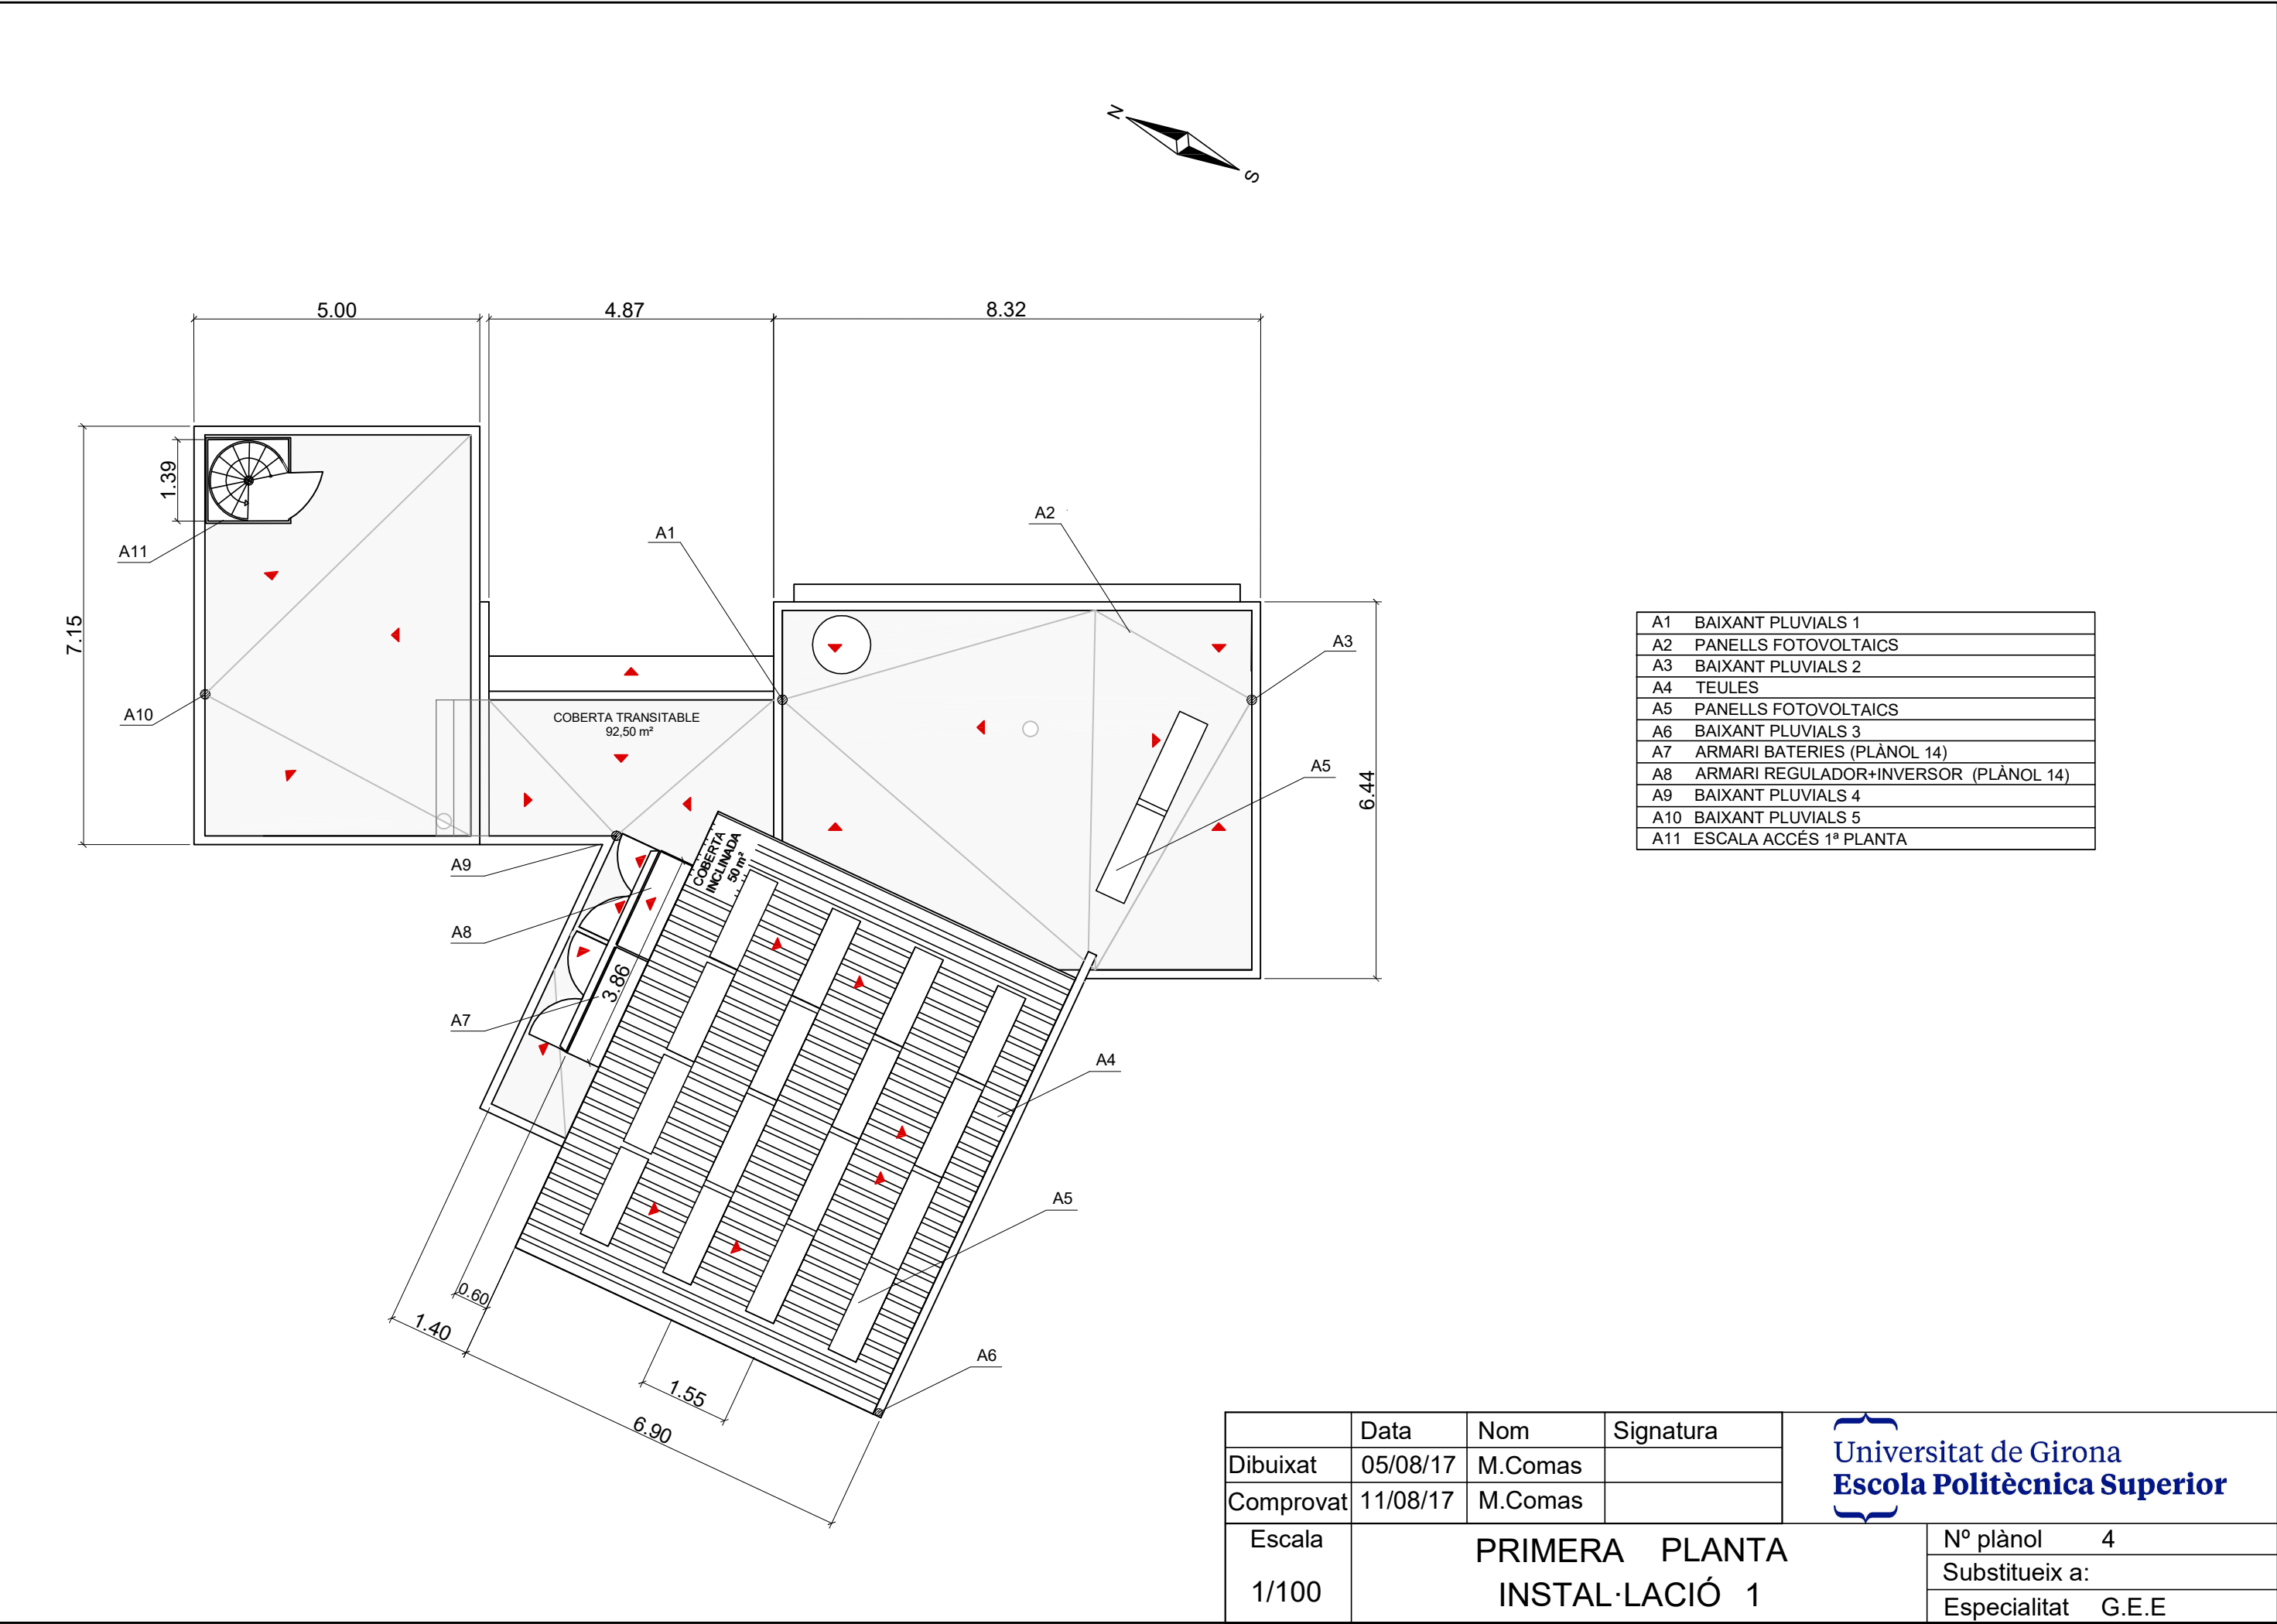 N
S
5.00
4.87
8.32
7.15
1.39
A11
A1
A2
A3
A10
COBERTA TRANSITABLE
92,50 m²
A5
6.44
A9
COBERTA
INCLINADA
50 m²
A8
3.86
A7
A4
A5
0.60
1.40
A6
1.55
6.90
A1 BAIXANT PLUVIALS 1
A2 PANELLS FOTOVOLTAICS
A3 BAIXANT PLUVIALS 2
A4 TEULES
A5 PANELLS FOTOVOLTAICS
A6 BAIXANT PLUVIALS 3
A7 ARMARI BATERIES (PLÀNOL 14)
A8 ARMARI REGULADOR+INVERSOR (PLÀNOL 14)
A9 BAIXANT PLUVIALS 4
A10 BAIXANT PLUVIALS 5
A11 ESCALA ACCÉS 1ª PLANTA
Data Nom Signatura
Dibuixat 05/08/17 M.Comas
Comprovat 11/08/17 M.Comas
Universitat de Girona
Escola Politècnica Superior
Escala
1/100
PRIMERA PLANTA
INSTAL·LACIÓ 1
Nº plànol 4
Substitueix a:
Especialitat G.E.E